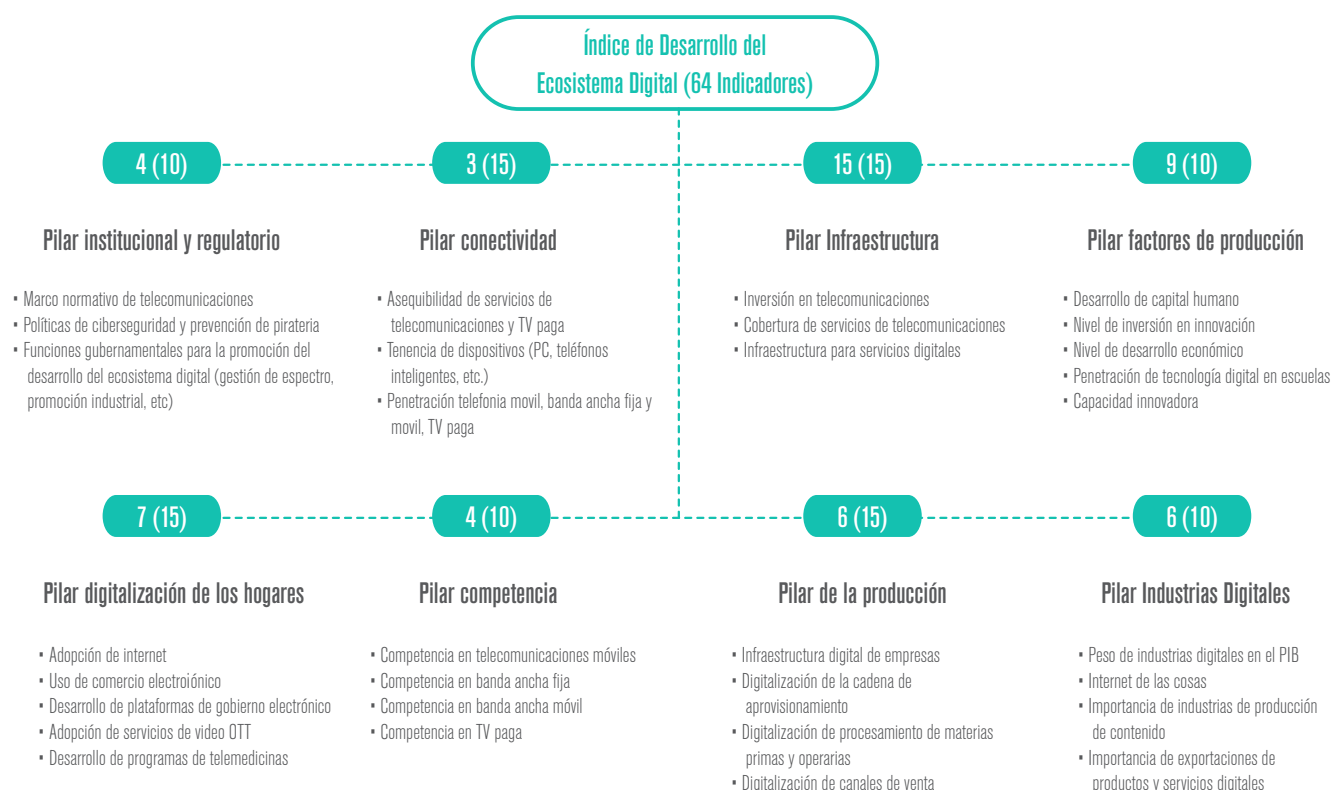 Índice de Desarrollo del
Ecosistema Digital (64 Indicadores)
4 (10)
3 (15)
15 (15)
9 (10)
Pilar institucional y regulatorio
• Marco normativo de telecomunicaciones
• Políticas de ciberseguridad y prevención de pirateria
• Funciones gubernamentales para la promoción del
desarrollo del ecosistema digital (gestión de espectro,
promoción industrial, etc)
Pilar conectividad
• Asequibilidad de servicios de
telecomunicaciones y TV paga
• Tenencia de dispositivos (PC, teléfonos
inteligentes, etc.)
• Penetración telefonia movil, banda ancha fija y
movil, TV paga
Pilar Infraestructura
• Inversión en telecomunicaciones
• Cobertura de servicios de telecomunicaciones
• Infraestructura para servicios digitales
Pilar factores de producción
• Desarrollo de capital humano
• Nivel de inversión en innovación
• Nivel de desarrollo económico
• Penetración de tecnología digital en escuelas
• Capacidad innovadora
7 (15)
4 (10)
6 (15)
6 (10)
Pilar digitalización de los hogares
• Adopción de internet
• Uso de comercio electroiónico
• Desarrollo de plataformas de gobierno electrónico
• Adopción de servicios de video OTT
• Desarrollo de programas de telemedicinas
Pilar competencia
• Competencia en telecomunicaciones móviles
• Competencia en banda ancha fija
• Competencia en banda ancha móvil
• Competencia en TV paga
Pilar de la producción
• Infraestructura digital de empresas
• Digitalización de la cadena de
aprovisionamiento
• Digitalización de procesamiento de materias
primas y operarias
• Digitalización de canales de venta
Pilar Industrias Digitales
• Peso de industrias digitales en el PIB
• Internet de las cosas
• Importancia de industrias de producción
de contenido
• Importancia de exportaciones de
productos y servicios digitales